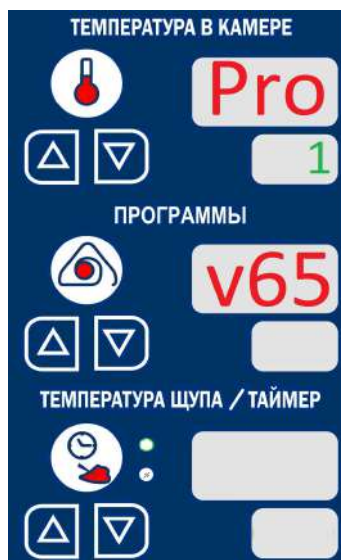 ТЕМПЕРАТУРА В КАМЕРЕ
Pro
1
ПРОГРАММЫ
v65
ТЕМПЕРАТУРА ЩУПА / ТАЙМЕР